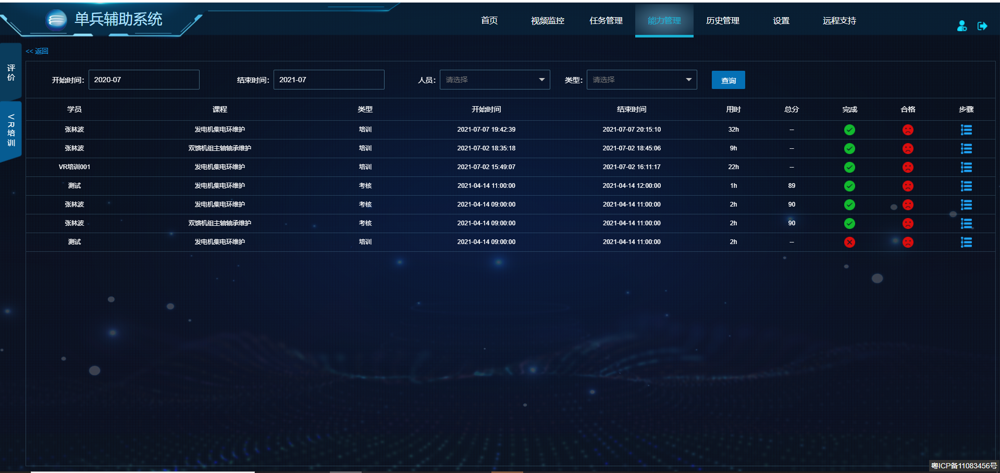 单兵辅助系统
首页 视频监控 任务管理 能力管理 历史管理 设置 远程支持
<< 返回
评价
VR培训
开始时间: 2020-07 结束时间: 2021-07 人员: 请选择 类型: 请选择 查询
学员 课程 类型 开始时间 结束时间 用时 总分 完成 合格 步骤
张林波 发电机集电环维护 培训 2021-07-07 19:42:39 2021-07-07 20:15:10 32h --
张林波 双馈机组主轴轴承维护 培训 2021-07-02 18:35:18 2021-07-02 18:45:06 9h --
VR培训001 发电机集电环维护 培训 2021-07-02 15:49:07 2021-07-02 16:11:17 22h --
测试 发电机集电环维护 考核 2021-04-14 11:00:00 2021-04-14 12:00:00 1h 89
张林波 发电机集电环维护 考核 2021-04-14 09:00:00 2021-04-14 11:00:00 2h 90
张林波 双馈机组主轴轴承维护 考核 2021-04-14 09:00:00 2021-04-14 11:00:00 2h 90
测试 发电机集电环维护 培训 2021-04-14 09:00:00 2021-04-14 11:00:00 2h --
粤ICP备11083456号